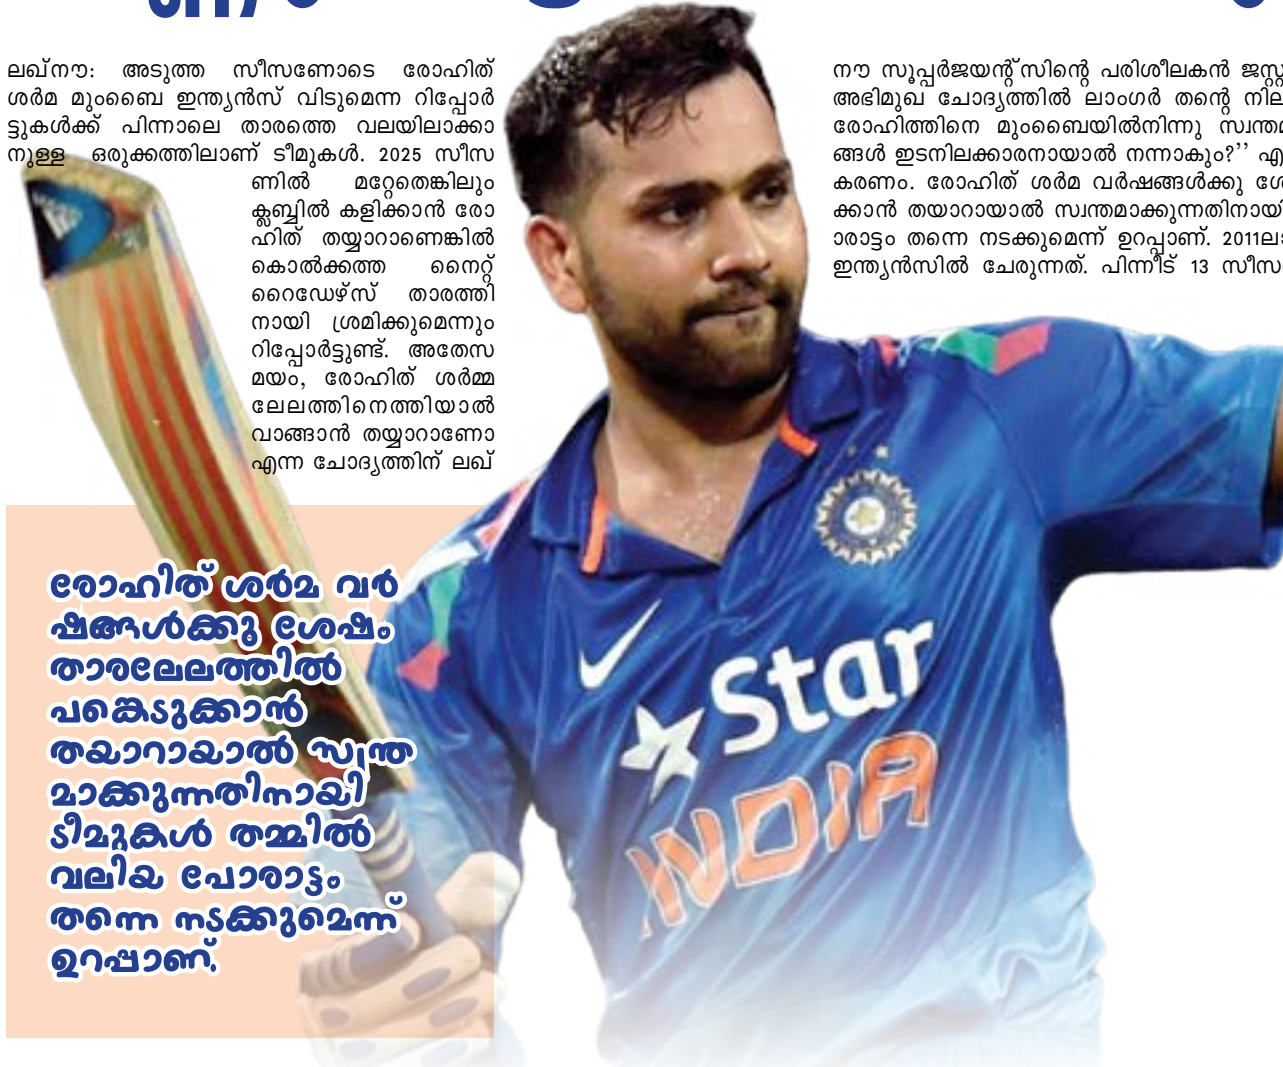 ലഖ്നൗ: അടുത്ത സീസണോടെ രോഹിത്
ശർമ മുംബൈ ഇന്ത്യൻസ് വിടുമെന്ന റിപ്പോർ
ട്ടുകൾക്ക് പിന്നാലെ താരത്തെ വലയിലാക്കാ
നുള്ള ഒരുക്കത്തിലാണ് ടീമുകൾ. 2025 സീസ
ണിൽ മറ്റേതെങ്കിലും
ക്ലബ്ബിൽ കളിക്കാൻ രോ
ഹിത് തയ്യാറാണെങ്കിൽ
കൊൽക്കത്ത നൈറ്റ്
റൈഡേഴ്സ് താരത്തി
നായി ശ്രമിക്കുമെന്നും
റിപ്പോർട്ടുണ്ട്. അതേസ
മയം, രോഹിത് ശർമ്മ
ലേലത്തിനെത്തിയാൽ
വാങ്ങാൻ തയ്യാറാണോ
എന്ന ചോദ്യത്തിന് ലഖ്
നൗ സൂപ്പർജയന്റ്സിന്റെ പരിശീലകൻ
അഭിമുഖ ചോദ്യത്തിൽ ലാംഗർ തന്റെ
രോഹിത്തിനെ മുംബൈയിൽനിന്നു
ങ്ങൾ ഇടനിലക്കാരനായാൽ നന്നാകും?’’
കരണം. രോഹിത് ശർമ വർഷങ്ങൾക്കു
ക്കാൻ തയാറായാൽ സ്വന്തമാക്കുന്നതിനായി
ാരാട്ടം തന്നെ നടക്കുമെന്ന് ഉറപ്പാണ്.
ഇന്ത്യൻസിൽ ചേരുന്നത്. പിന്നീട് 13
രോഹിത് ശർമ വർ
ഷങ്ങൾക്കു ശേഷം
താരലേലത്തിൽ
പങ്കെടുക്കാൻ
തയാറായാൽ സ്വന്ത
മാക്കുന്നതിനായി
ടീമുകൾ തമ്മിൽ
വലിയ പോരാട്ടം
തന്നെ നടക്കുമെന്ന്
ഉറപ്പാണ്.
Star
INDIA